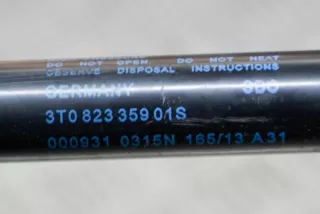 DO NOT OPEN DO NOT HEAT
OBSERVE DISPOSAL INSTRUCTIONS
GERMANY
3T0 823 359 01S
000931 0315N 165/13 A31